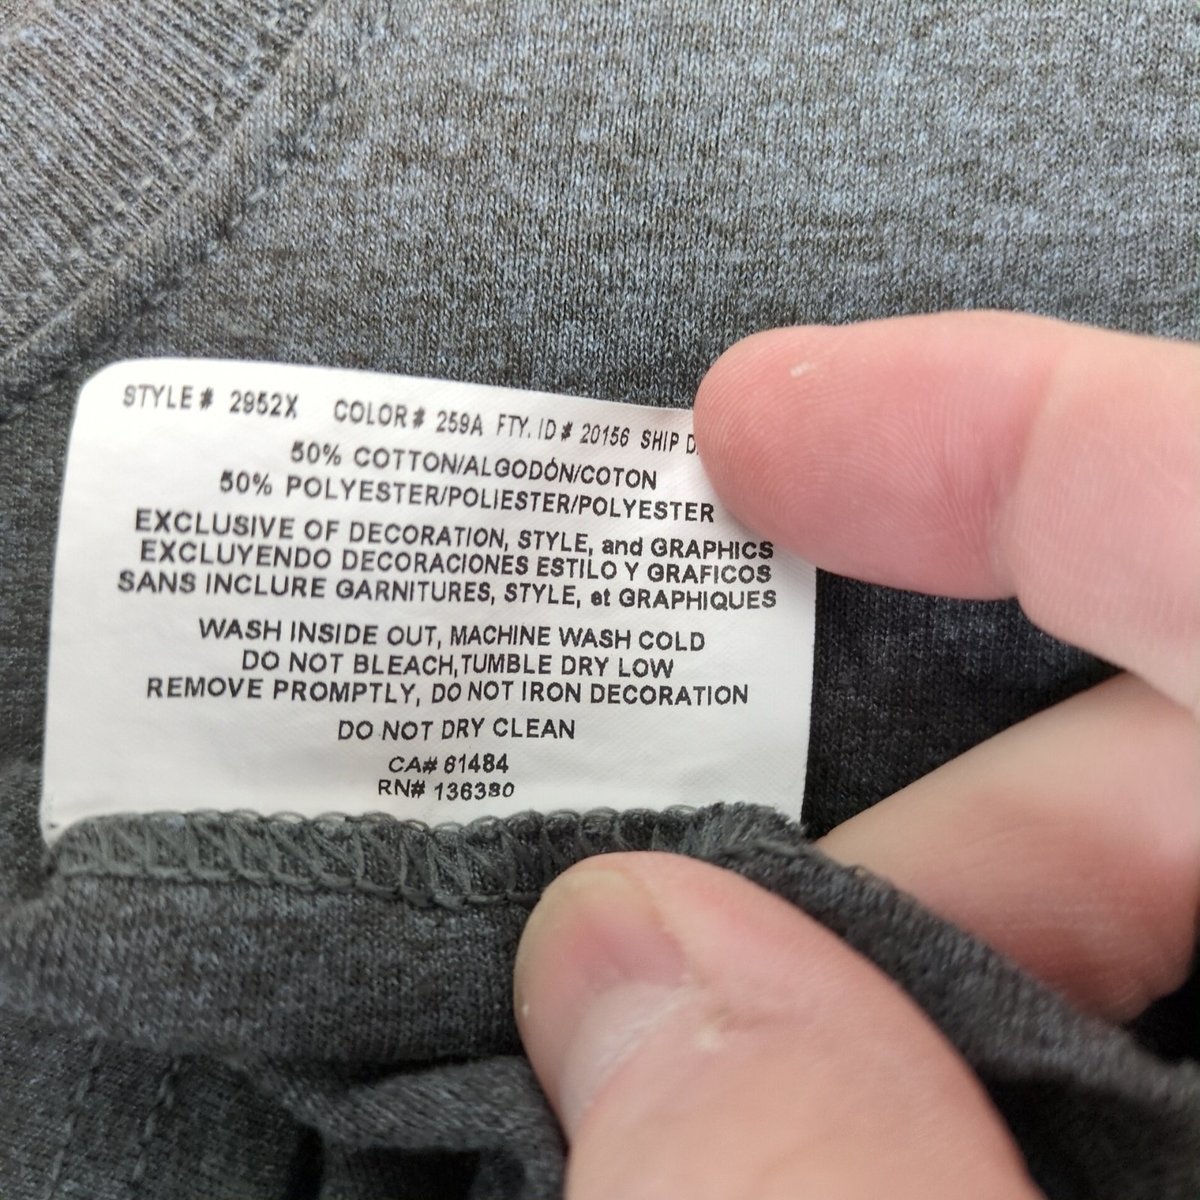 STYLE # 2952X COLOR# 259A FTY. ID # 20156 SHIP
50% COTTON/ALGODÓN/COTON
50% POLYESTER/POLIESTER/POLYESTER
EXCLUSIVE OF DECORATION, STYLE, and GRAPHICS
EXCLUYENDO DECORACIONES ESTILO Y GRAFICOS
SANS INCLURE GARNITURES, STYLE, et GRAPHIQUES
WASH INSIDE OUT, MACHINE WASH COLD
DO NOT BLEACH,TUMBLE DRY LOW
REMOVE PROMPTLY, DO NOT IRON DECORATION
DO NOT DRY CLEAN
CA# 61484
RN# 136380